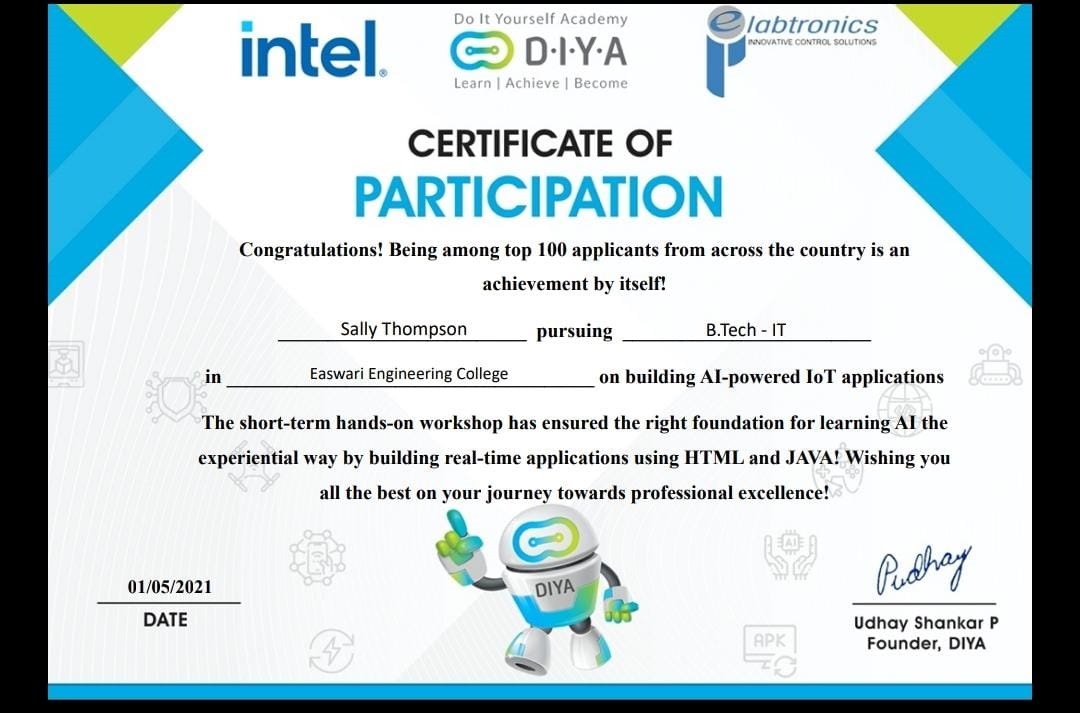 intel.
Do It Yourself Academy
D·I·Y·A
Learn | Achieve | Become
elabtronics
INNOVATIVE CONTROL SOLUTIONS
CERTIFICATE OF
PARTICIPATION
Congratulations! Being among top 100 applicants from across the country is an
achievement by itself!
Sally Thompson pursuing B.Tech - IT
in Easwari Engineering College on building AI-powered IoT applications
The short-term hands-on workshop has ensured the right foundation for learning AI the
experiential way by building real-time applications using HTML and JAVA! Wishing you
all the best on your journey towards professional excellence!
DIYA
AI
APK
01/05/2021
DATE
Pudhay
Udhay Shankar P
Founder, DIYA